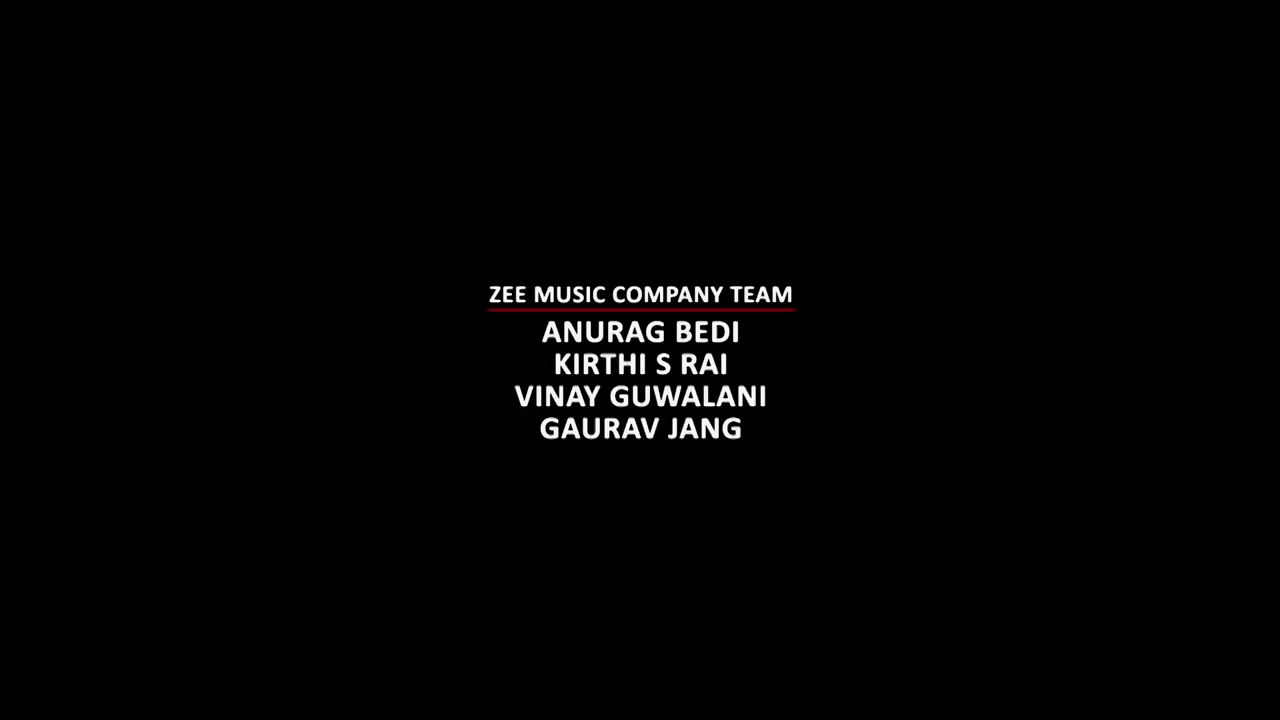 ZEE MUSIC COMPANY TEAM
ANURAG BEDI
KIRTHI S RAI
VINAY GUWALANI
GAURAV JANG